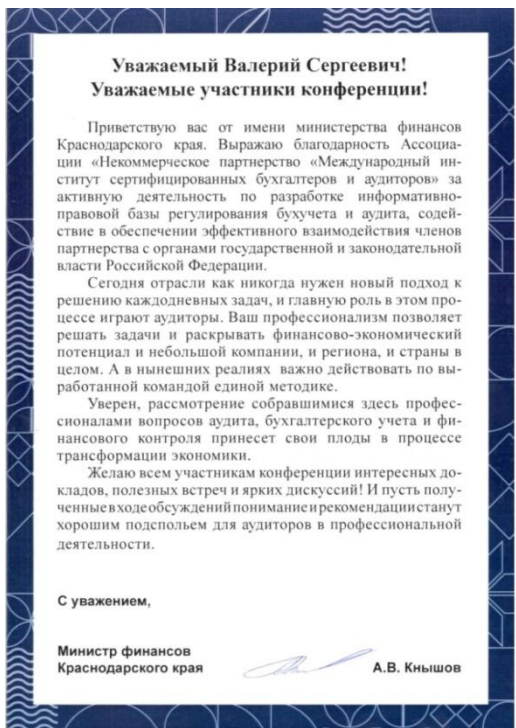 Уважаемый Валерий Сергеевич!
Уважаемые участники конференции!
Приветствую вас от имени министерства финансов
Краснодарского края. Выражаю благодарность Ассоциа-
ции «Некоммерческое партнерство «Международный ин-
ститут сертифицированных бухгалтеров и аудиторов» за
активную деятельность по разработке информативно-
правовой базы регулирования бухучета и аудита, содей-
ствие в обеспечении эффективного взаимодействия членов
партнерства с органами государственной и законодательной
власти Российской Федерации.
Сегодня отрасли как никогда нужен новый подход к
решению каждодневных задач, и главную роль в этом про-
цессе играют аудиторы. Ваш профессионализм позволяет
решать задачи и раскрывать финансово-экономический
потенциал и небольшой компании, и региона, и страны в
целом. А в нынешних реалиях важно действовать по вы-
работанной командой единой методике.
Уверен, рассмотрение собравшимися здесь профес-
сионалами вопросов аудита, бухгалтерского учета и фи-
нансового контроля принесет свои плоды в процессе
трансформации экономики.
Желаю всем участникам конференции интересных до-
кладов, полезных встреч и ярких дискуссий! И пусть полу-
ченные в ходе обсуждений понимание и рекомендации станут
хорошим подспольем для аудиторов в профессиональной
деятельности.
С уважением,
Министр финансов
Краснодарского края
А.В. Кнышов